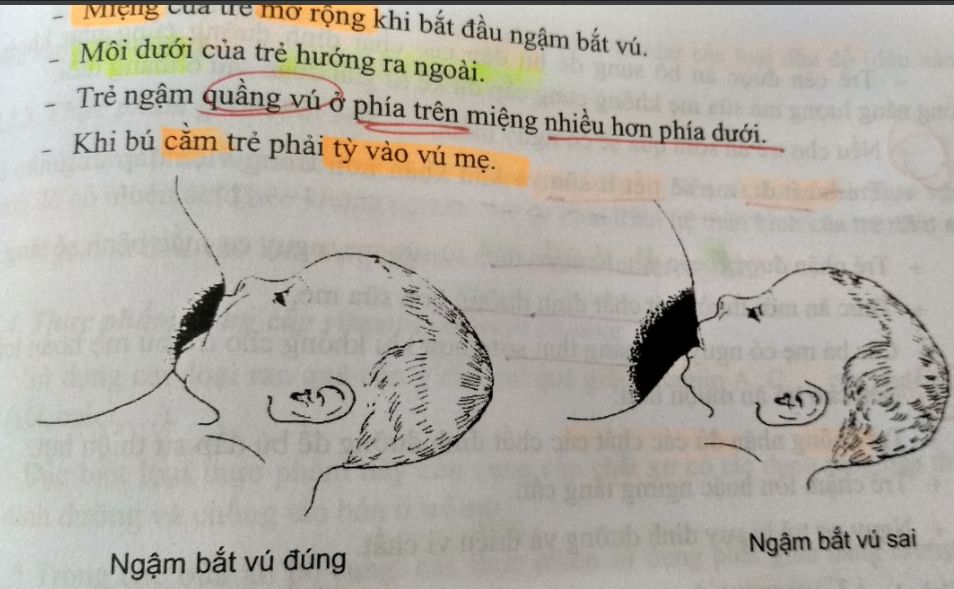 - Miệng của trẻ mở rộng khi bắt đầu ngậm bắt vú.
- Môi dưới của trẻ hướng ra ngoài.
- Trẻ ngậm quầng vú ở phía trên miệng nhiều hơn phía dưới.
- Khi bú cằm trẻ phải tỳ vào vú mẹ.
Ngậm bắt vú đúng
Ngậm bắt vú sai